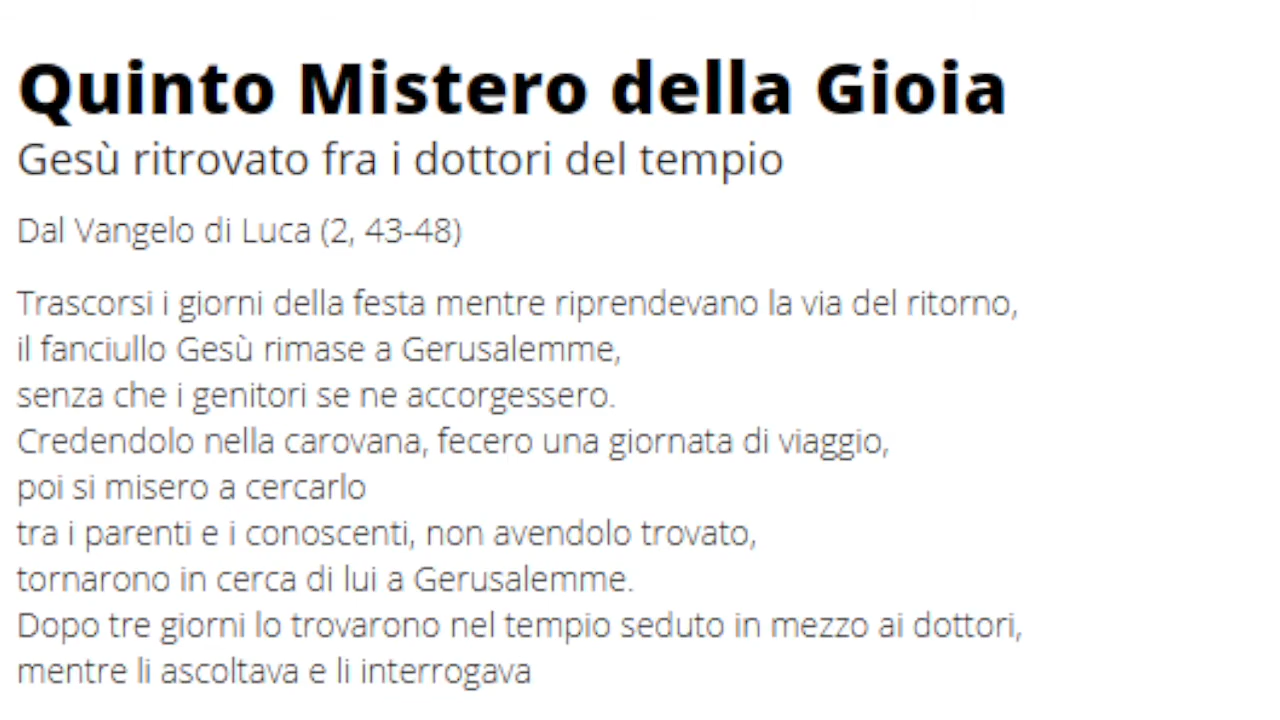 Quinto Mistero della Gioia
Gesù ritrovato fra i dottori del tempio
Dal Vangelo di Luca (2, 43-48)
Trascorsi i giorni della festa mentre riprendevano la via del ritorno,
il fanciullo Gesù rimase a Gerusalemme,
senza che i genitori se ne accorgessero.
Credendolo nella carovana, fecero una giornata di viaggio,
poi si misero a cercarlo
tra i parenti e i conoscenti, non avendolo trovato,
tornarono in cerca di lui a Gerusalemme.
Dopo tre giorni lo trovarono nel tempio seduto in mezzo ai dottori,
mentre li ascoltava e li interrogava